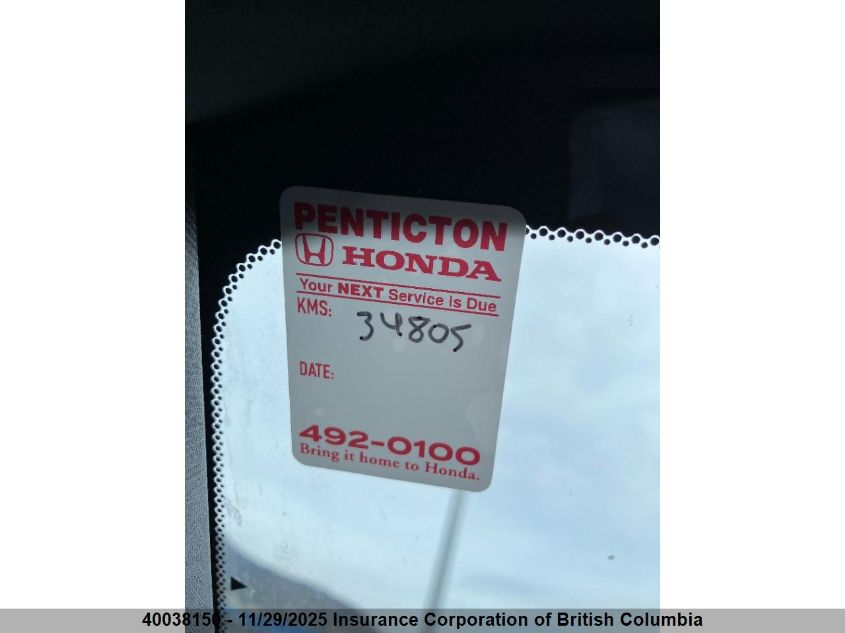 PENTICTON
HONDA
Your NEXT Service is Due
KMS: 34805
DATE:
492-0100
Bring it home to Honda.
40038150 - 11/29/2025 Insurance Corporation of British Columbia